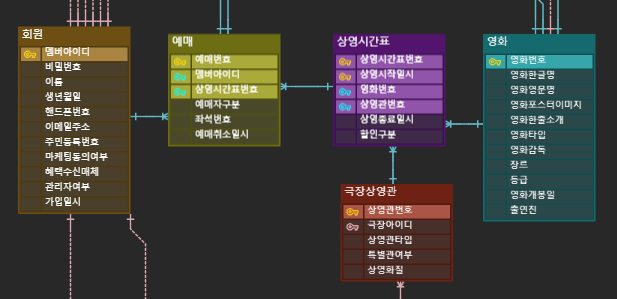 회원
멤버아이디
비밀번호
이름
생년월일
핸드폰번호
이메일주소
주민등록번호
마케팅동의여부
혜택수신매체
관리자여부
가입일시
예매
예매번호
멤버아이디
상영시간표번호
예매자구분
좌석번호
예매취소일시
상영시간표
상영시간표번호
상영시작일시
영화번호
상영관번호
상영종료일시
할인구분
영화
영화번호
영화한글명
영화영문명
영화포스터이미지
영화한줄소개
영화타입
영화감독
장르
등급
영화개봉일
출연진
극장상영관
상영관번호
극장아이디
상영관타입
특별관여부
상영화질